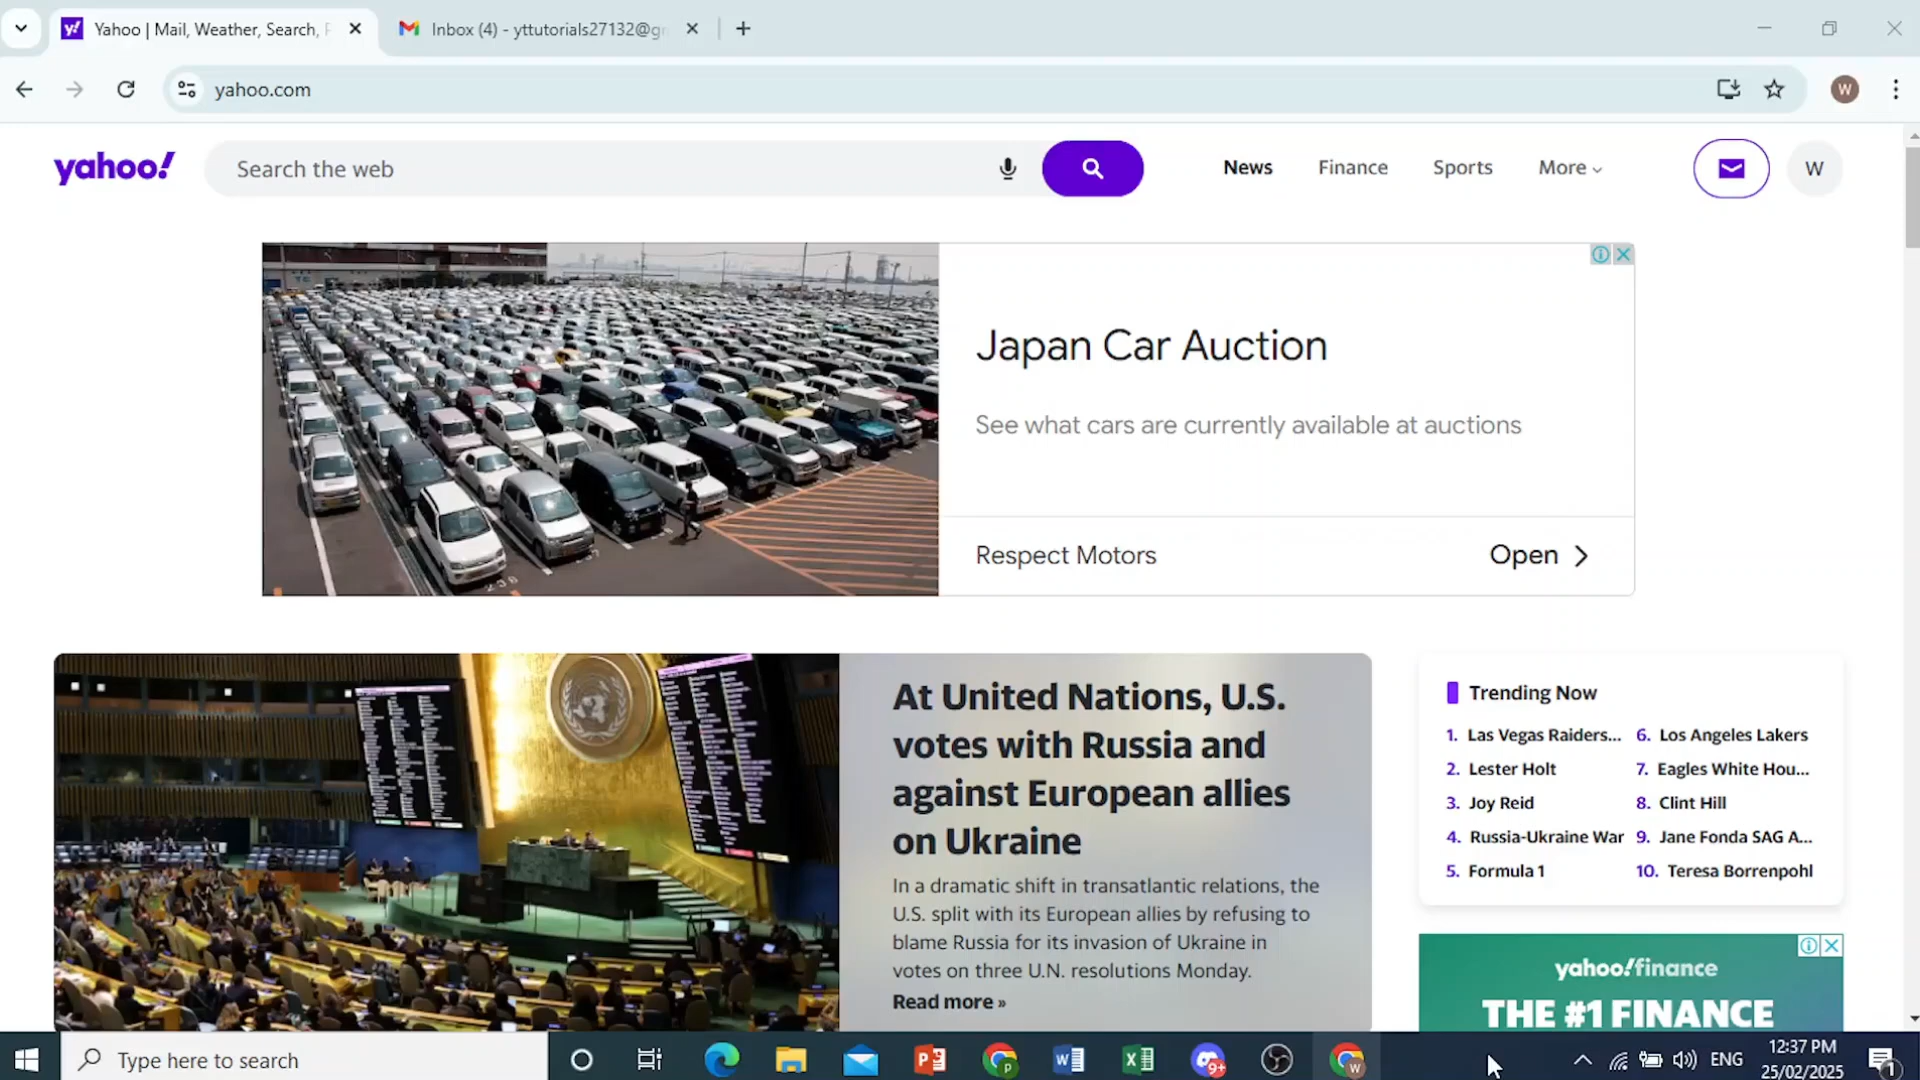 Yahoo | Mail, Weather, Search,
Inbox (4) - yttutorials27132@g
yahoo.com
W
yahoo!
Search the web
News
Finance
Sports
More
W
Japan Car Auction
See what cars are currently available at auctions
Respect Motors
Open
At United Nations, U.S.
votes with Russia and
against European allies
on Ukraine
In a dramatic shift in transatlantic relations, the
U.S. split with its European allies by refusing to
blame Russia for its invasion of Ukraine in
votes on three U.N. resolutions Monday.
Read more »
Trending Now
1. Las Vegas Raiders...
2. Lester Holt
3. Joy Reid
4. Russia-Ukraine War
5. Formula 1
6. Los Angeles Lakers
7. Eagles White Hou...
8. Clint Hill
9. Jane Fonda SAG A...
10. Teresa Borrenpohl
yahoo!finance
THE #1 FINANCE
Type here to search
9+
ENG
12:37 PM
25/02/2025
1